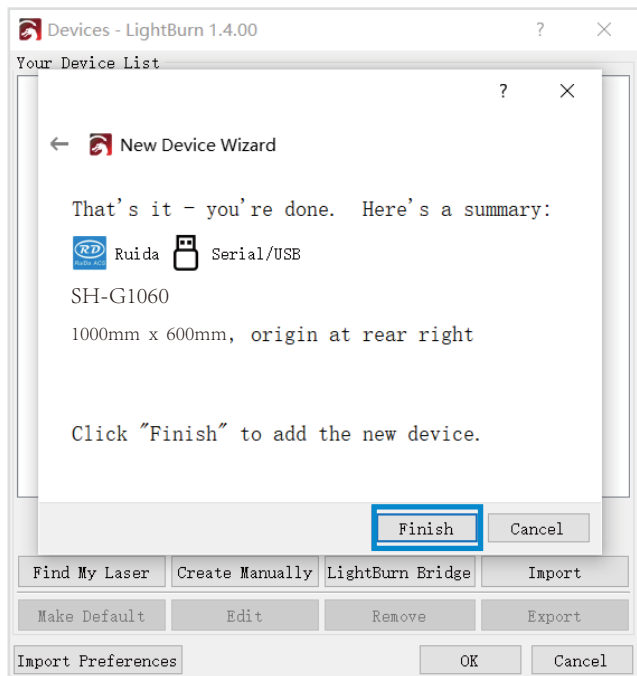 Devices - LightBurn 1.4.00 ?
Your Device List
?
New Device Wizard
That's it - you're done. Here's a summary:
RD RuiDa ACS Ruida Serial/USB
SH-G1060
1000mm x 600mm, origin at rear right
Click "Finish" to add the new device.
Finish Cancel
Find My Laser Create Manually LightBurn Bridge Import
Make Default Edit Remove Export
Import Preferences OK Cancel